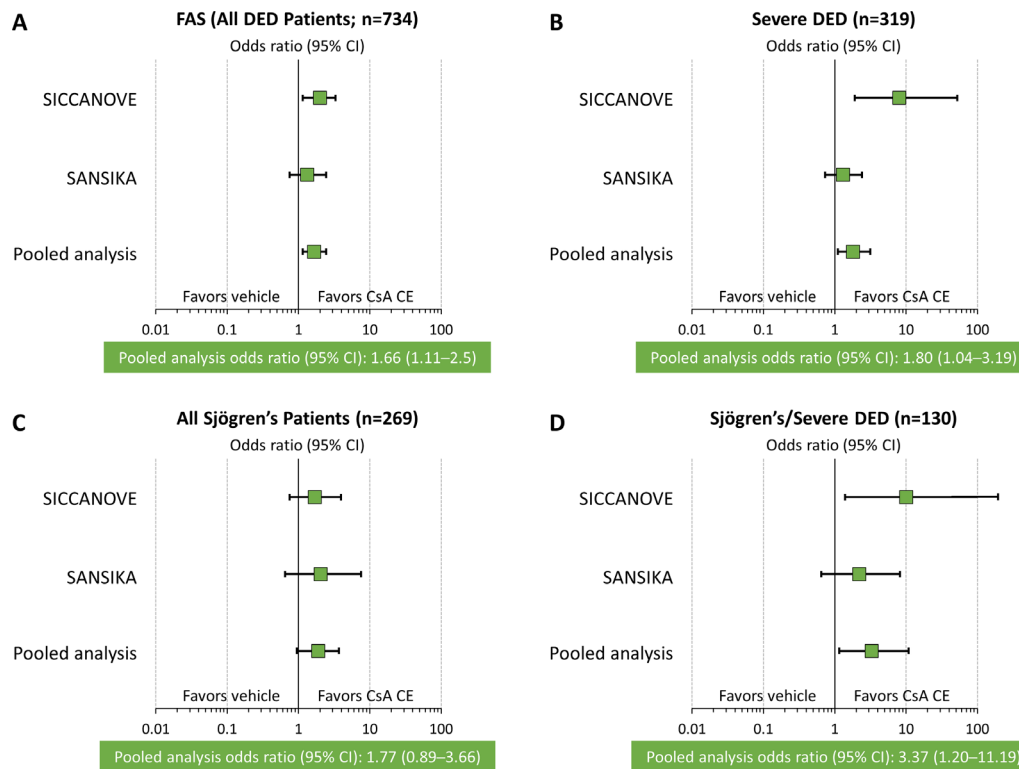 A
FAS (All DED Patients; n=734)
Odds ratio (95% CI)
SICCANOVE
SANSIKA
Pooled analysis
Favors vehicle
Favors CsA CE
0.01 0.1 1 10 100
Pooled analysis odds ratio (95% CI): 1.66 (1.11–2.5)
B
Severe DED (n=319)
Odds ratio (95% CI)
SICCANOVE
SANSIKA
Pooled analysis
Favors vehicle
Favors CsA CE
0.01 0.1 1 10 100
Pooled analysis odds ratio (95% CI): 1.80 (1.04–3.19)
C
All Sjögren’s Patients (n=269)
Odds ratio (95% CI)
SICCANOVE
SANSIKA
Pooled analysis
Favors vehicle
Favors CsA CE
0.01 0.1 1 10 100
Pooled analysis odds ratio (95% CI): 1.77 (0.89–3.66)
D
Sjögren’s/Severe DED (n=130)
Odds ratio (95% CI)
SICCANOVE
SANSIKA
Pooled analysis
Favors vehicle
Favors CsA CE
0.01 0.1 1 10 100
Pooled analysis odds ratio (95% CI): 3.37 (1.20–11.19)